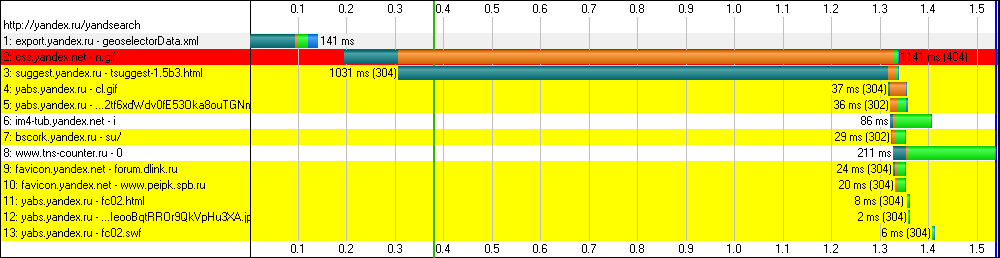 0.1 0.2 0.3 0.4 0.5 0.6 0.7 0.8 0.9 1.0 1.1 1.2 1.3 1.4 1.5
http://yandex.ru/yandsearch
1: export.yandex.ru - geoselectorData.xml 141 ms
2: css.yandex.net - n.gif 1141 ms (404)
3: suggest.yandex.ru - tsuggest-1.5b3.html 1031 ms (304)
4: yabs.yandex.ru - cl.gif 37 ms (304)
5: yabs.yandex.ru - ...2tf6xdWdv0fE53Oka8ouTGNn 36 ms (302)
6: im4-tub.yandex.net - i 86 ms
7: bscork.yandex.ru - su/ 29 ms (302)
8: www.tns-counter.ru - 0 211 ms
9: favicon.yandex.net - forum.dlink.ru 24 ms (304)
10: favicon.yandex.net - www.peipk.spb.ru 20 ms (304)
11: yabs.yandex.ru - fc02.html 8 ms (304)
12: yabs.yandex.ru - ...IeooBqtRROr9QkVpHu3XA.jp 2 ms (304)
13: yabs.yandex.ru - fc02.swf 6 ms (304)
0.1 0.2 0.3 0.4 0.5 0.6 0.7 0.8 0.9 1.0 1.1 1.2 1.3 1.4 1.5